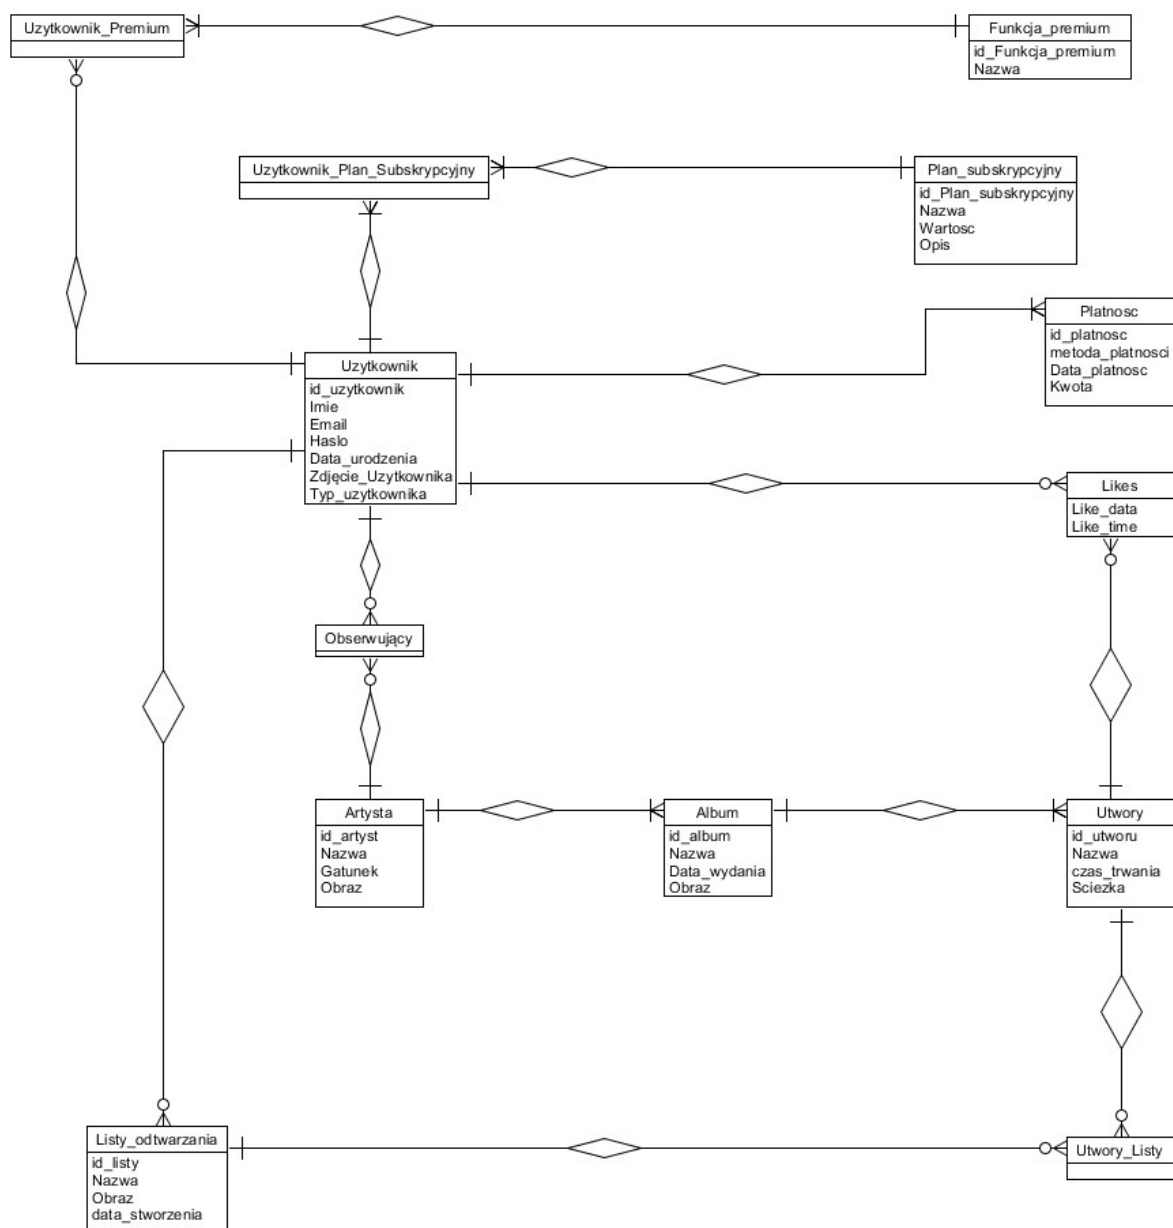 Uzytkownik_Premium
Funkcja_premium
id_Funkcja_premium
Nazwa
Uzytkownik_Plan_Subskrypcyjny
Plan_subskrypcyjny
id_Plan_subskrypcyjny
Nazwa
Wartosc
Opis
Platnosc
id_platnosc
metoda_platnosci
Data_platnosc
Kwota
Uzytkownik
id_uzytkownik
Imie
Email
Haslo
Data_urodzenia
Zdjęcie_Uzytkownika
Typ_uzytkownika
Likes
Like_data
Like_time
Obserwujący
Artysta
id_artyst
Nazwa
Gatunek
Obraz
Album
id_album
Nazwa
Data_wydania
Obraz
Utwory
id_utworu
Nazwa
czas_trwania
Sciezka
Listy_odtwarzania
id_listy
Nazwa
Obraz
data_stworzenia
Utwory_Listy